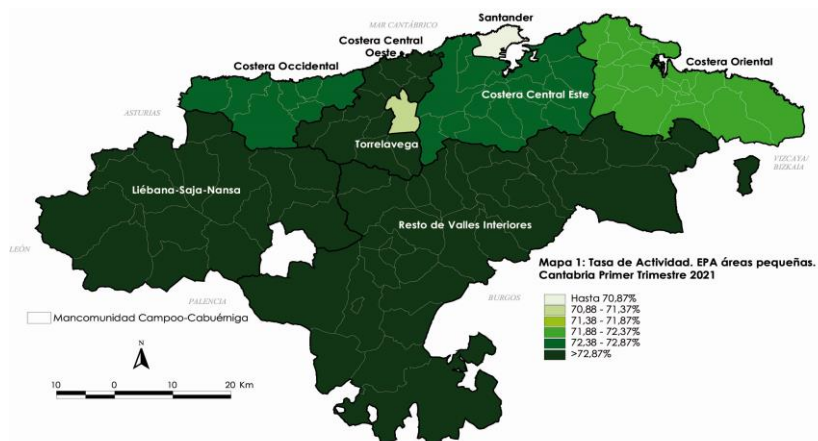 MAR CANTÁBRICO
Santander
Costera Central
Oeste
Costera Occidental
Costera Oriental
Costera Central Este
ASTURIAS
Torrelavega
VIZCAYA/
BIZKAIA
Liébana-Saja-Nansa
Resto de Valles Interiores
LEÓN
Mapa 1: Tasa de Actividad. EPA áreas pequeñas.
Cantabria Primer Trimestre 2021
PALENCIA
BURGOS
Hasta 70,87%
70,88 - 71,37%
71,38 - 71,87%
71,88 - 72,37%
72,38 - 72,87%
>72,87%
Mancomunidad Campoo-Cabuémiga
N
10 0 10 20 Km